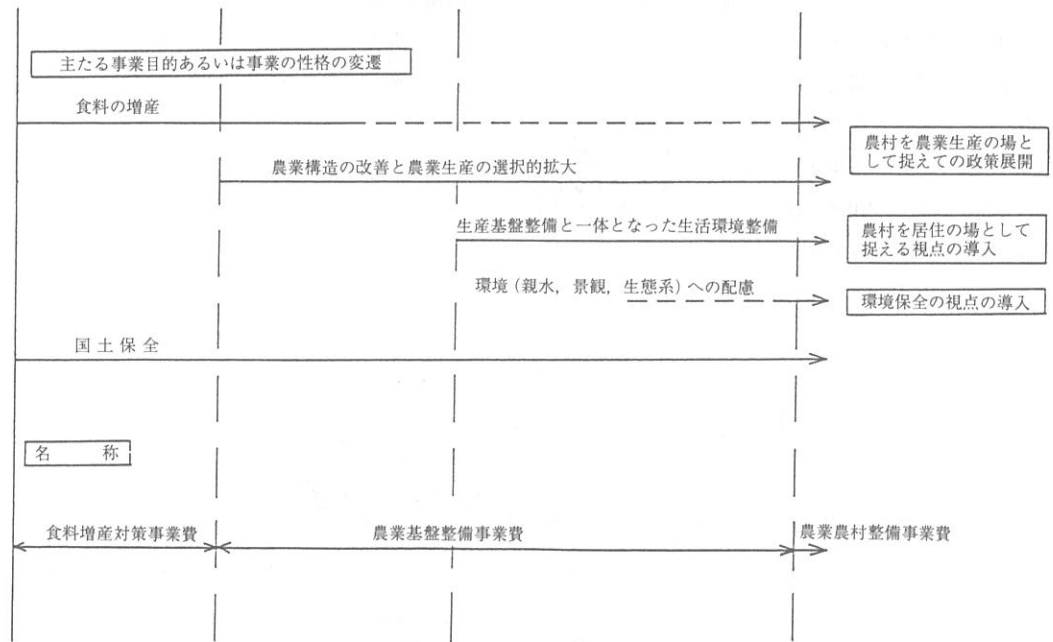 主たる事業目的あるいは事業の性格の変遷
食料の増産
農村を農業生産の場と
して捉えての政策展開
農業構造の改善と農業生産の選択的拡大
生産基盤整備と一体となった生活環境整備
農村を居住の場として
捉える視点の導入
環境(親水，景観，生態系)への配慮
環境保全の視点の導入
国土保全
名　　称
食料増産対策事業費
農業基盤整備事業費
農業農村整備事業費